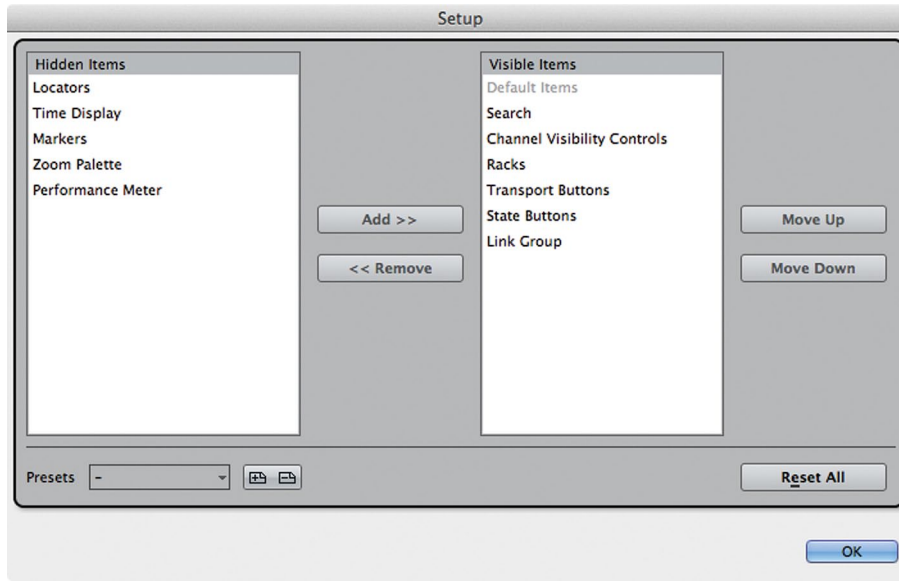 Setup
Hidden Items
Locators
Time Display
Markers
Zoom Palette
Performance Meter
Add >>
<< Remove
Visible Items
Default Items
Search
Channel Visibility Controls
Racks
Transport Buttons
State Buttons
Link Group
Move Up
Move Down
Presets -
Reset All
OK